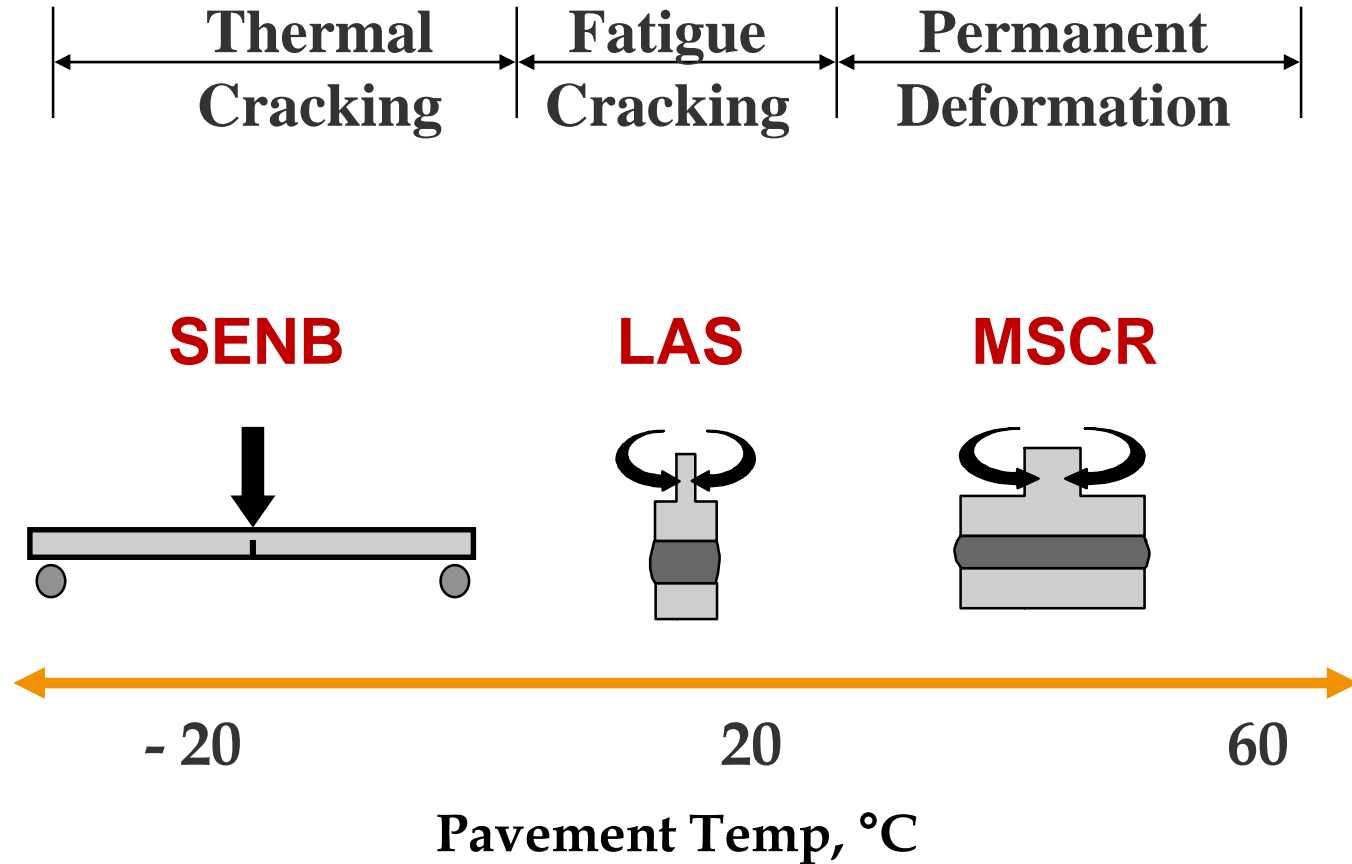 Thermal Cracking
Fatigue Cracking
Permanent Deformation
SENB
LAS
MSCR
- 20
20
60
Pavement Temp, °C